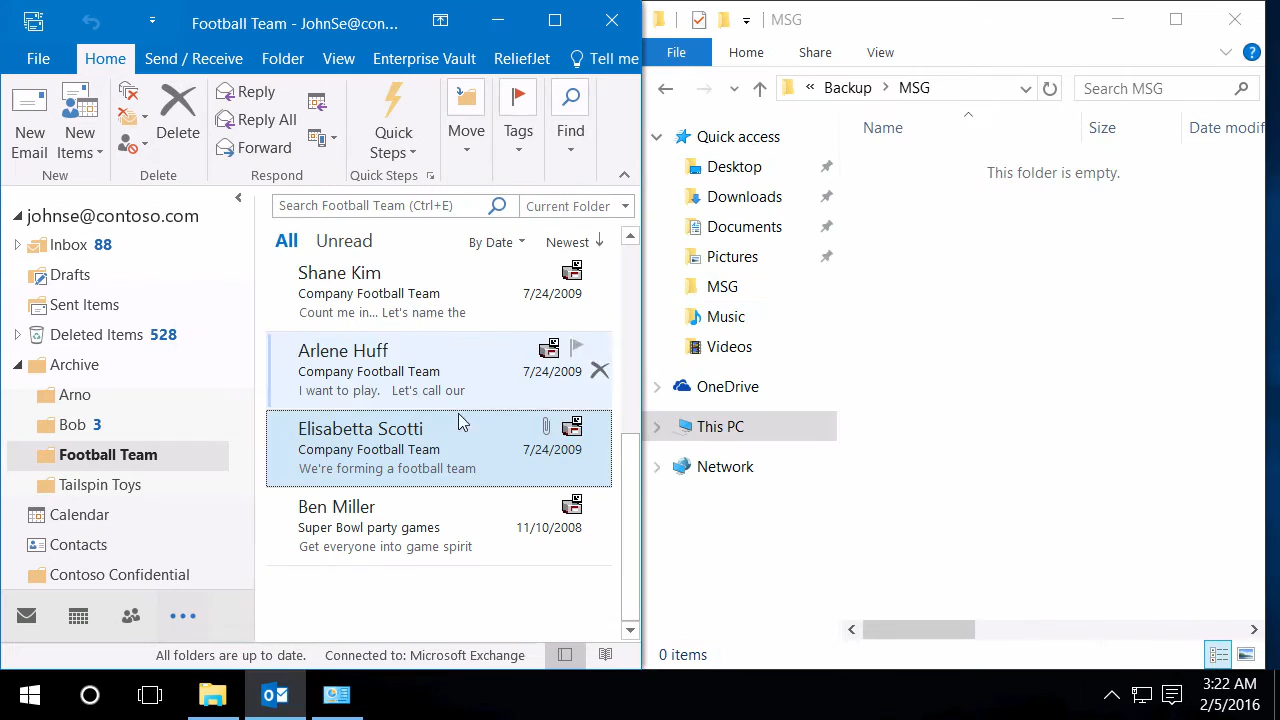 Football Team - JohnSe@con...
File Home Send / Receive Folder View Enterprise Vault ReliefJet Tell me
New Email
New Items
Delete
Reply
Reply All
Forward
Quick Steps
Move
Tags
Find
New Delete Respond Quick Steps
johnse@contoso.com
Inbox 88
Drafts
Sent Items
Deleted Items 528
Archive
Arno
Bob 3
Football Team
Tailspin Toys
Calendar
Contacts
Contoso Confidential
Search Football Team (Ctrl+E) Current Folder
All Unread By Date Newest
Shane Kim
Company Football Team 7/24/2009
Count me in... Let's name the
Arlene Huff
Company Football Team 7/24/2009
I want to play. Let's call our
Elisabetta Scotti
Company Football Team 7/24/2009
We're forming a football team
Ben Miller
Super Bowl party games 11/10/2008
Get everyone into game spirit
All folders are up to date. Connected to: Microsoft Exchange
MSG
File Home Share View
« Backup MSG
Search MSG
Quick access
Desktop
Downloads
Documents
Pictures
MSG
Music
Videos
OneDrive
This PC
Network
Name Size Date modif
This folder is empty.
0 items
3:22 AM
2/5/2016